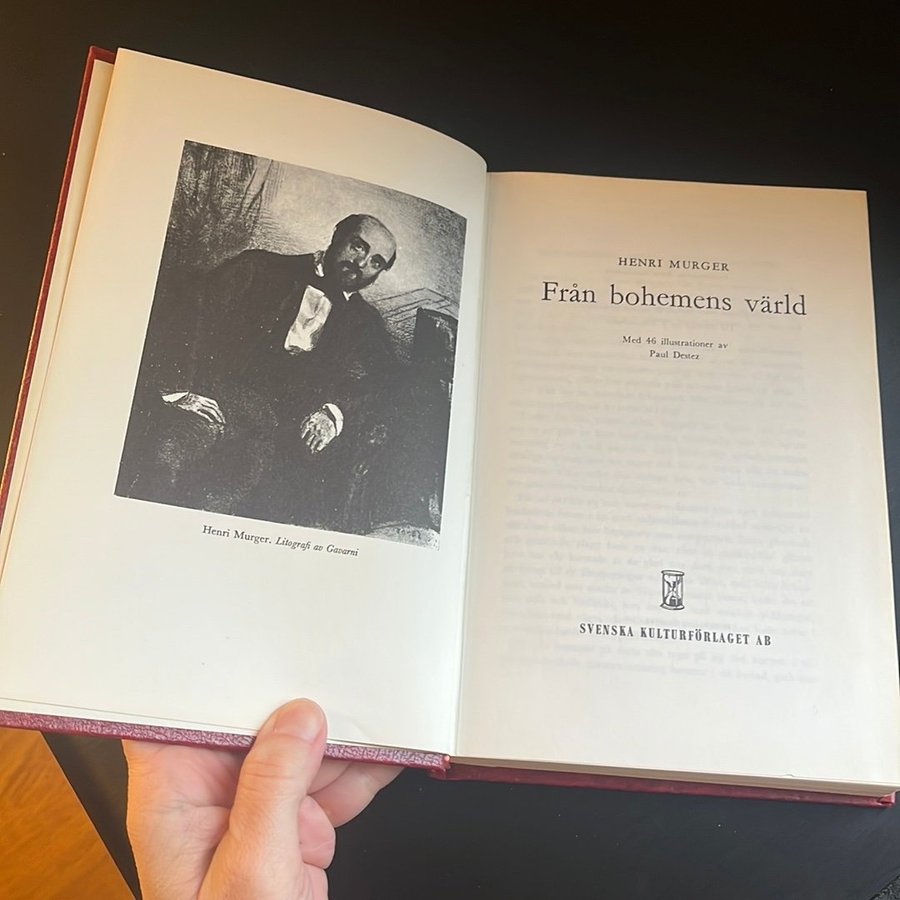 Henri Murger. Litografi av Gavarni
HENRI MURGER
Från bohemens värld
Med 46 illustrationer av
Paul Destez
SVENSKA KULTURFÖRLAGET AB